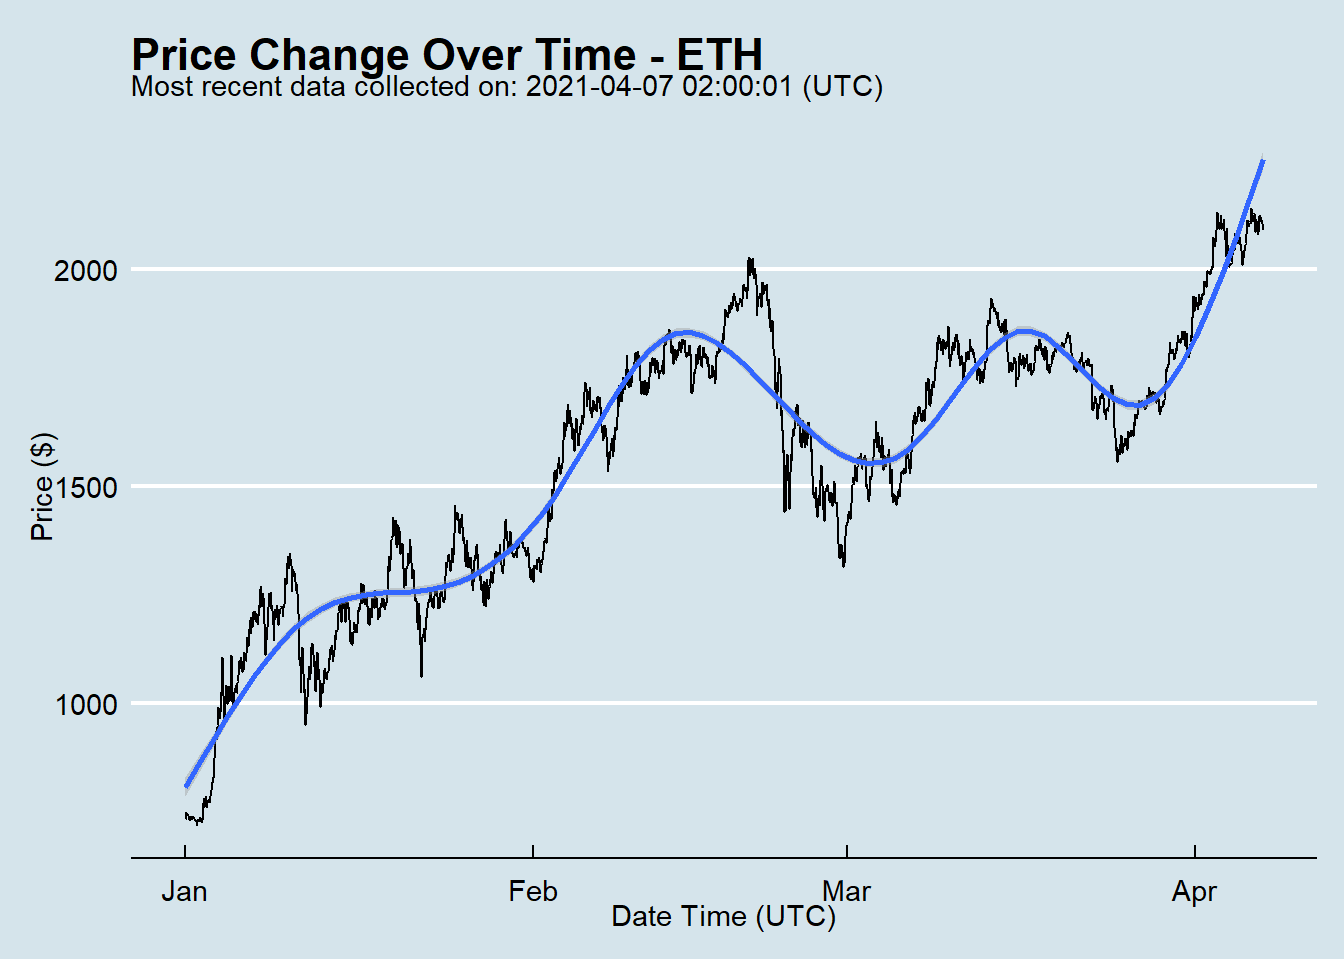 Price Change Over Time - ETH
Most recent data collected on: 2021-04-07 02:00:01 (UTC)
Price ($)
2000
1500
1000
Jan Feb Mar Apr
Date Time (UTC)